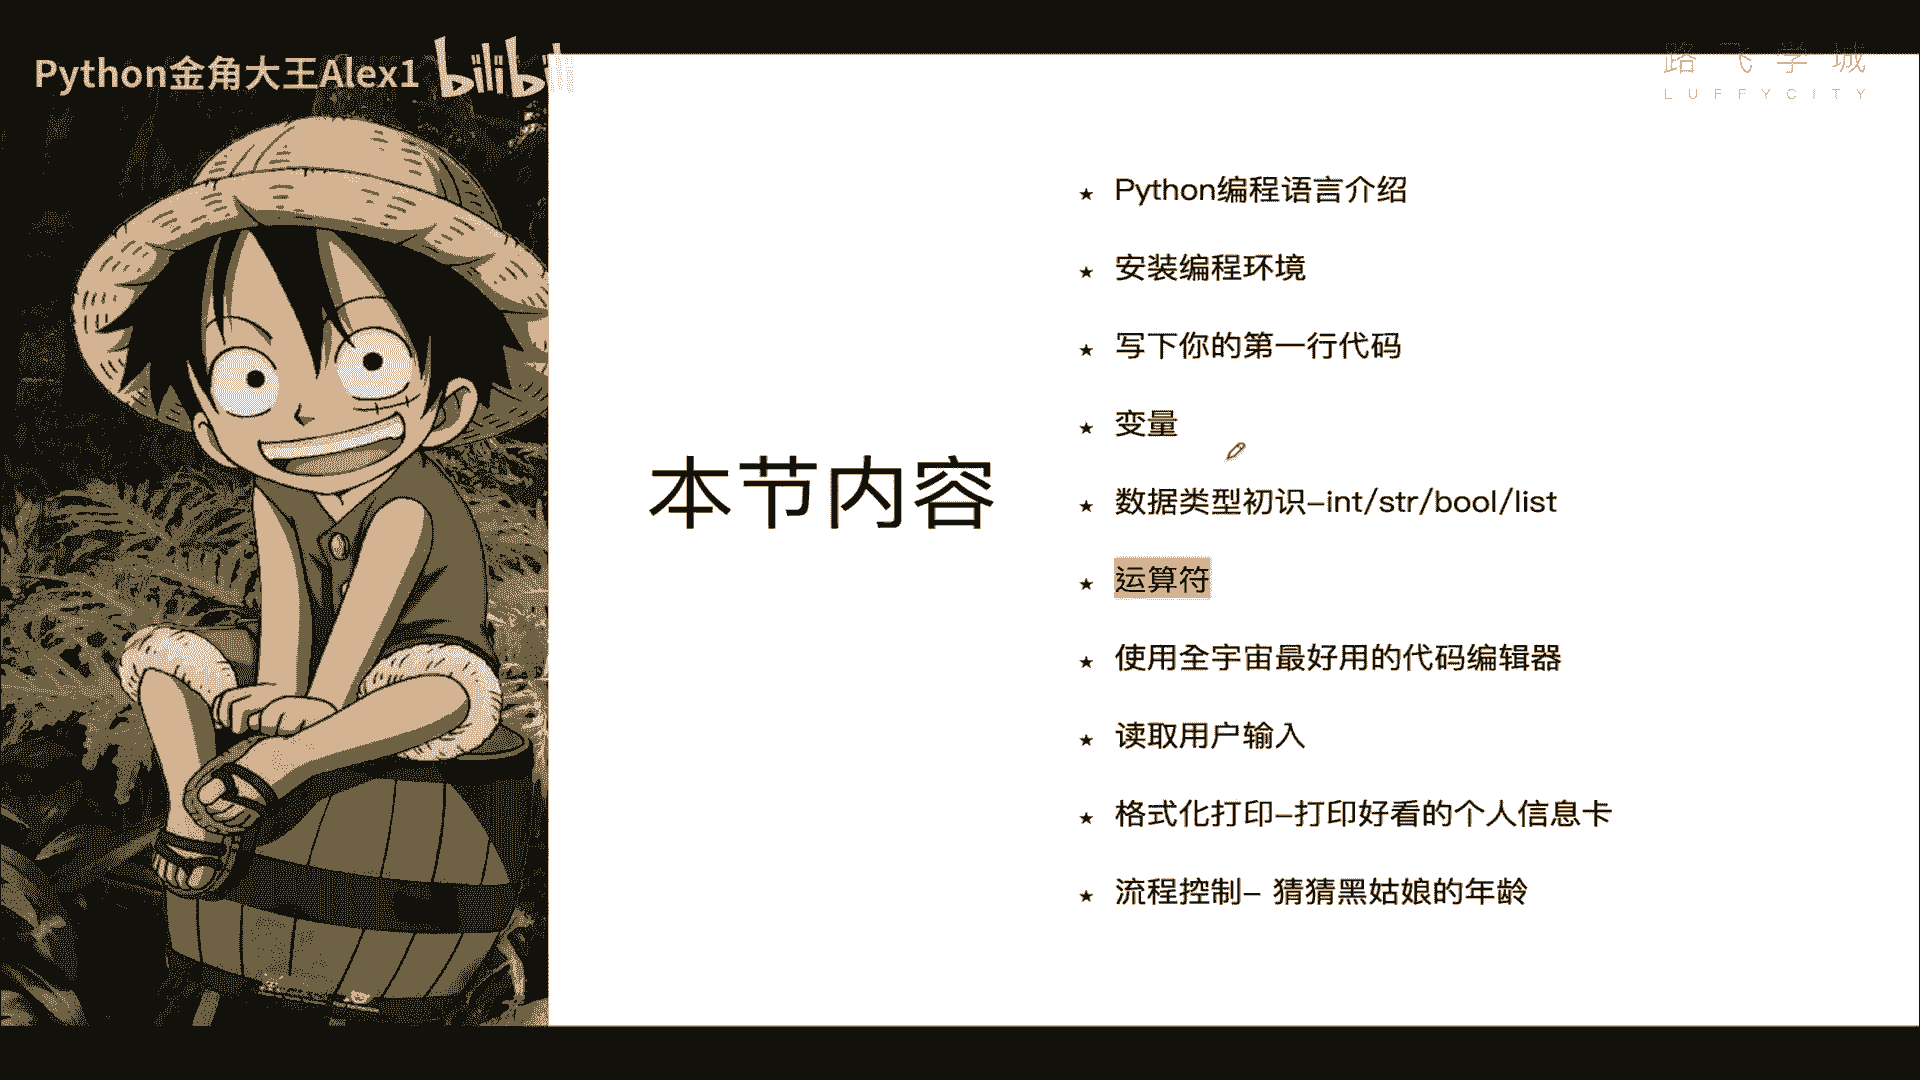 Python金角大王Alex1 bilibili
路飞学城
LUFFYCITY
本节内容
Python编程语言介绍
安装编程环境
写下你的第一行代码
变量
数据类型初识-int/str/bool/list
运算符
使用全宇宙最好用的代码编辑器
读取用户输入
格式化打印-打印好看的个人信息卡
流程控制- 猜猜黑姑娘的年龄